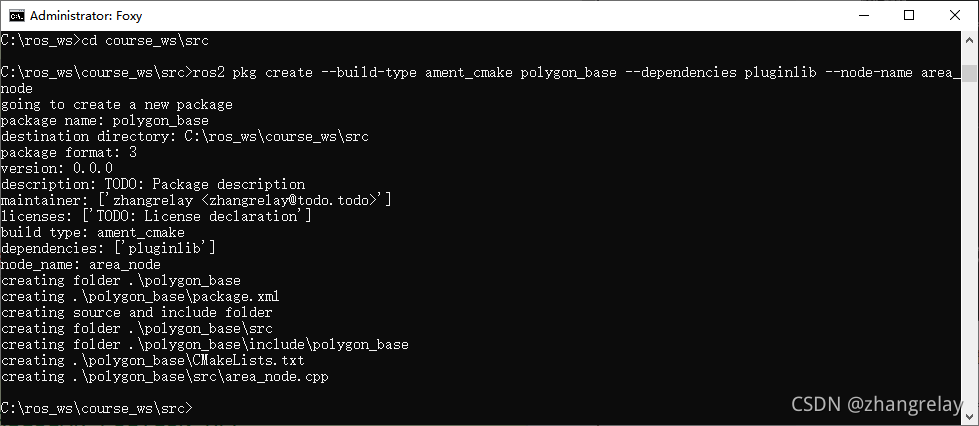 Administrator: Foxy
C:\ros_ws>cd course_ws\src
C:\ros_ws\course_ws\src>ros2 pkg create --build-type ament_cmake polygon_base --dependencies pluginlib --node-name area_
node
going to create a new package
package name: polygon_base
destination directory: C:\ros_ws\course_ws\src
package format: 3
version: 0.0.0
description: TODO: Package description
maintainer: ['zhangrelay <zhangrelay@todo.todo>']
licenses: ['TODO: License declaration']
build type: ament_cmake
dependencies: ['pluginlib']
node_name: area_node
creating folder .\polygon_base
creating .\polygon_base\package.xml
creating source and include folder
creating folder .\polygon_base\src
creating folder .\polygon_base\include\polygon_base
creating .\polygon_base\CMakeLists.txt
creating .\polygon_base\src\area_node.cpp
C:\ros_ws\course_ws\src>
CSDN @zhangrelay